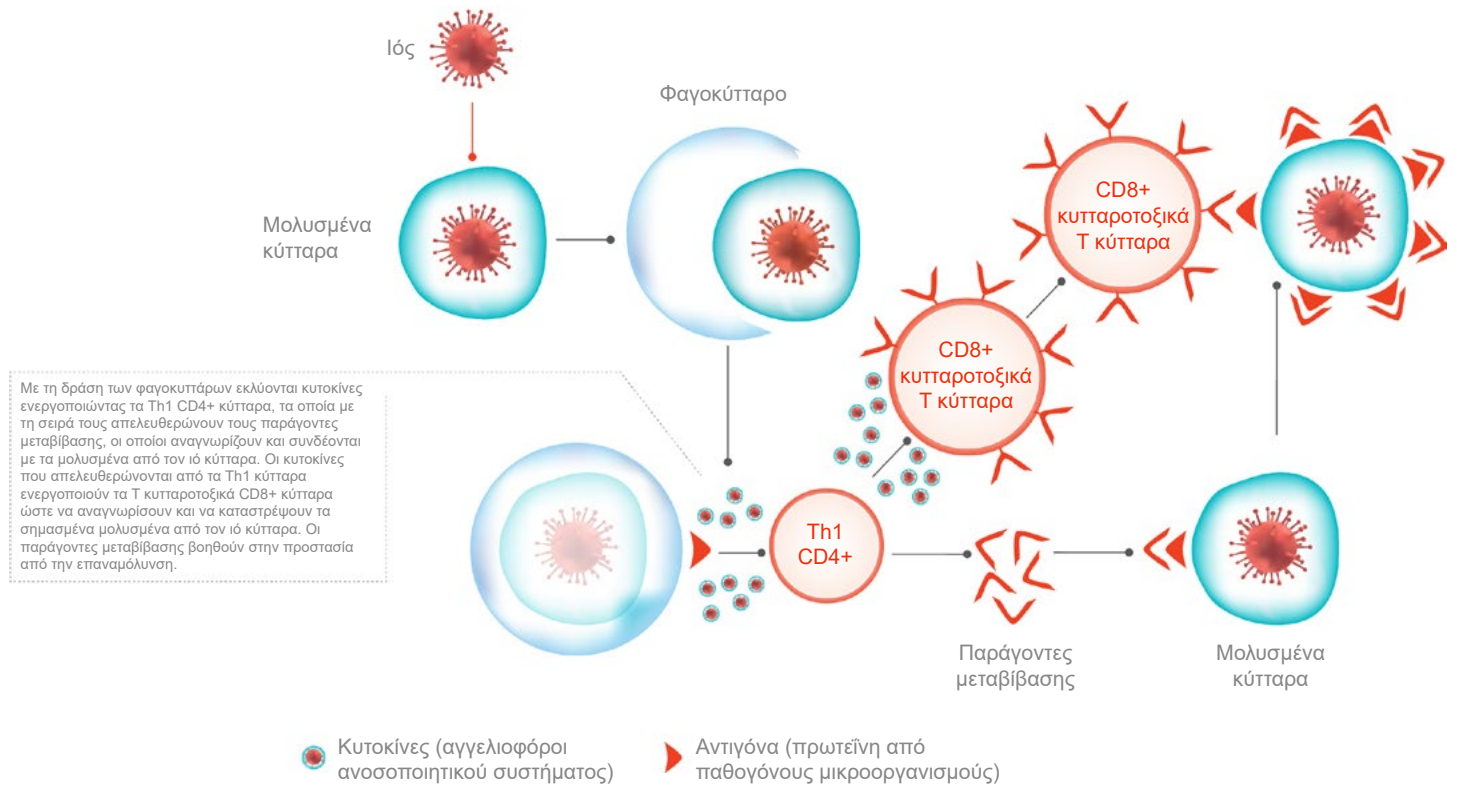 Ιός
Φαγοκύτταρο
Μολυσμένα
κύτταρα
CD8+
κυτταροτοξικά
Τ κύτταρα
CD8+
κυτταροτοξικά
Τ κύτταρα
Με τη δράση των φαγοκυττάρων εκλύονται κυτοκίνες
ενεργοποιώντας τα Th1 CD4+ κύτταρα, τα οποία με
τη σειρά τους απελευθερώνουν τους παράγοντες
μεταβίβασης, οι οποίοι αναγνωρίζουν και συνδέονται
με τα μολυσμένα από τον ιό κύτταρα. Οι κυτοκίνες
που απελευθερώνονται από τα Th1 κύτταρα
ενεργοποιούν τα Τ κυτταροτοξικά CD8+ κύτταρα
ώστε να αναγνωρίσουν και να καταστρέψουν τα
σημασμένα μολυσμένα από τον ιό κύτταρα. Οι
παράγοντες μεταβίβασης βοηθούν στην προστασία
από την επαναμόλυνση.
Th1
CD4+
Παράγοντες
μεταβίβασης
Μολυσμένα
κύτταρα
Κυτοκίνες (αγγελιοφόροι
ανοσοποιητικού συστήματος)
Αντιγόνα (πρωτεΐνη από
παθογόνους μικροοργανισμούς)